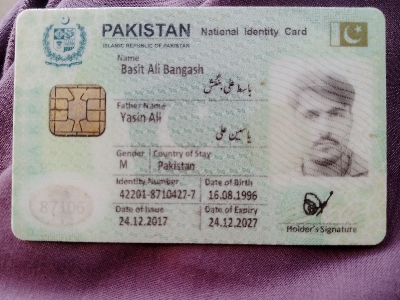 PAKISTAN National Identity Card
ISLAMIC REPUBLIC OF PAKISTAN
Name
Basit Ali Bangash
باسط علی بنگش
Father Name
Yasin Ali
یاسین علی
Gender Country of Stay
M Pakistan
Identity Number Date of Birth
42201-8710427-7 16.08.1996
Date of Issue Date of Expiry
24.12.2017 24.12.2027
Holder's Signature